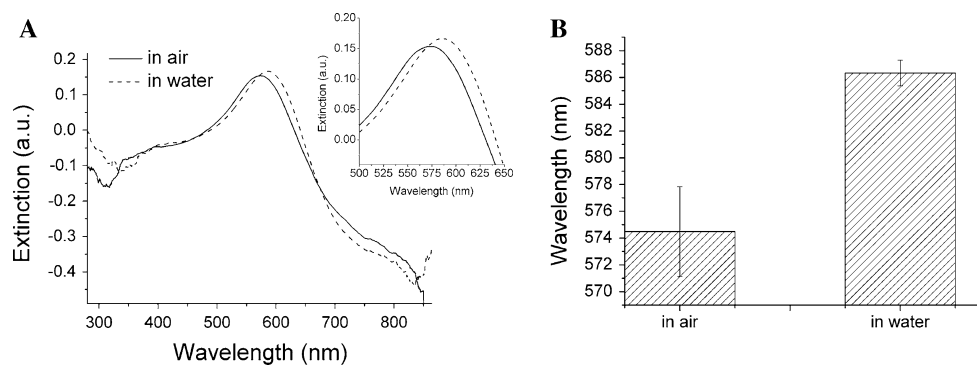 A
in air
in water
Extinction (a.u.)
0.2
0.1
0.0
-0.1
-0.2
-0.3
-0.4
300 400 500 600 700 800
Wavelength (nm)
Extinction (a.u.)
0.20
0.15
0.10
0.05
0.00
500 525 550 575 600 625 650
Wavelength (nm)
B
Wavelength (nm)
588
586
584
582
580
578
576
574
572
570
in air in water